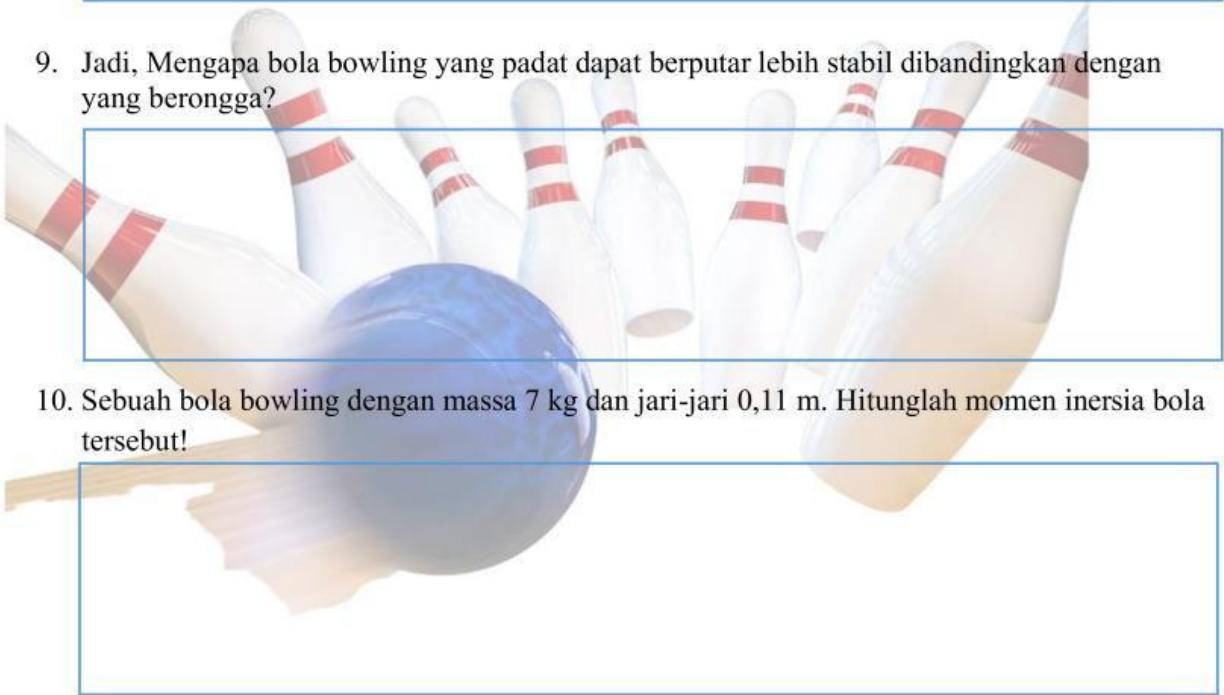 9. Jadi, Mengapa bola bowling yang padat dapat berputar lebih stabil dibandingkan dengan
yang berongga?
10. Sebuah bola bowling dengan massa 7 kg dan jari-jari 0,11 m. Hitunglah momen inersia bola
tersebut!